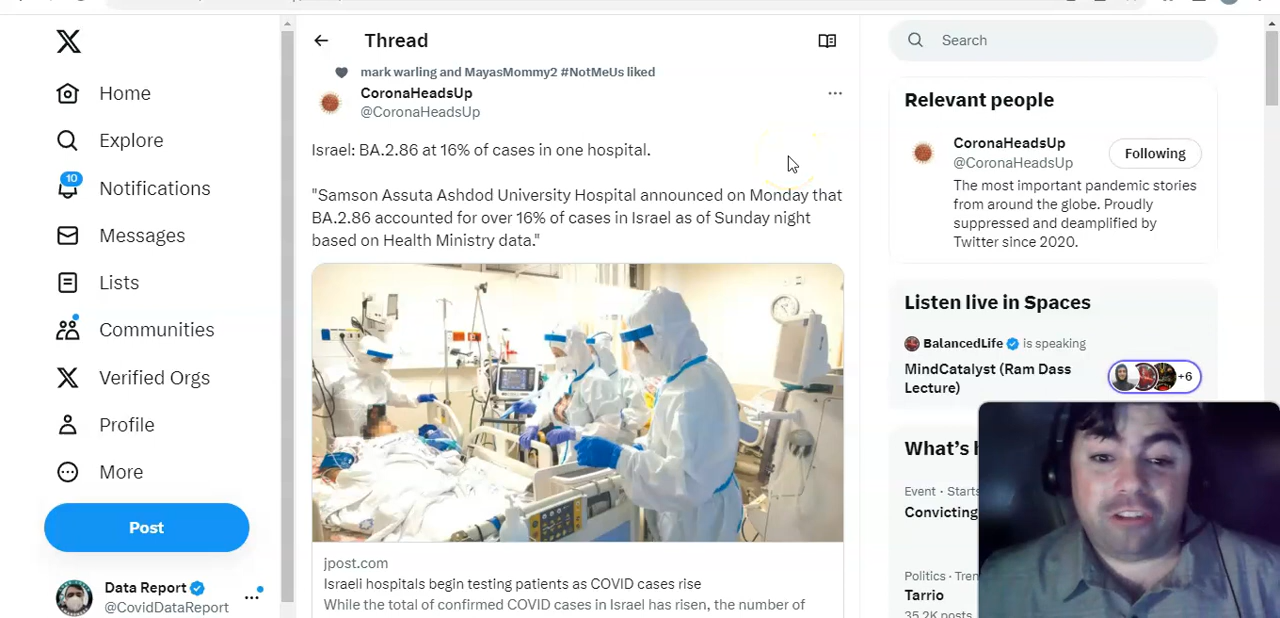 Home
Explore
10
Notifications
Messages
Lists
Communities
Verified Orgs
Profile
More
Post
Data Report
@CovidDataReport
Thread
mark warling and MayasMommy2 #NotMeUs liked
CoronaHeadsUp
@CoronaHeadsUp
Israel: BA.2.86 at 16% of cases in one hospital.
"Samson Assuta Ashdod University Hospital announced on Monday that
BA.2.86 accounted for over 16% of cases in Israel as of Sunday night
based on Health Ministry data."
jpost.com
Israeli hospitals begin testing patients as COVID cases rise
While the total of confirmed COVID cases in Israel has risen, the number of
Search
Relevant people
CoronaHeadsUp
@CoronaHeadsUp
Following
The most important pandemic stories
from around the globe. Proudly
suppressed and deamplified by
Twitter since 2020.
Listen live in Spaces
BalancedLife is speaking
MindCatalyst (Ram Dass
Lecture)
+6
What's h
Event · Starts
Convicting
Politics · Tren
Tarrio
35.2K posts